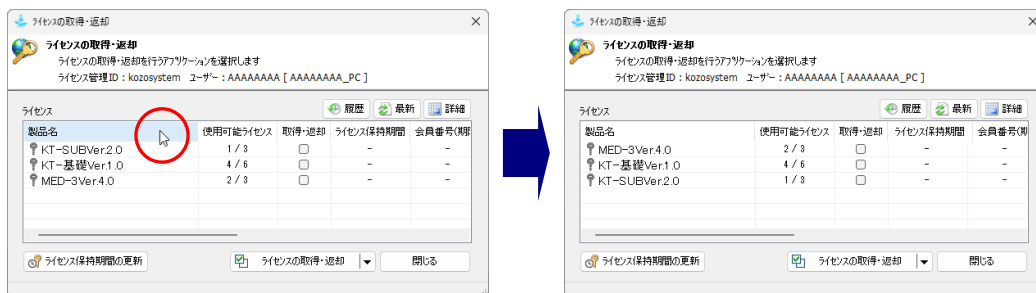 ライセンスの取得・返却
ライセンスの取得・返却
ライセンスの取得・返却を行うアプリケーションを選択します
ライセンス管理ID : kozosystem ユーザー : AAAAAAAA [ AAAAAAAA_PC ]
ライセンス 履歴 最新 詳細
製品名 使用可能ライセンス 取得・返却 ライセンス保持期間 会員番号(期
KT-SUBVer.2.0 1 / 3 - -
KT-基礎Ver.1.0 4 / 6 - -
MED-3Ver.4.0 2 / 3 - -
ライセンス保持期間の更新 ライセンスの取得・返却 閉じる
ライセンスの取得・返却
ライセンスの取得・返却
ライセンスの取得・返却を行うアプリケーションを選択します
ライセンス管理ID : kozosystem ユーザー : AAAAAAAA [ AAAAAAAA_PC ]
ライセンス 履歴 最新 詳細
製品名 使用可能ライセンス 取得・返却 ライセンス保持期間 会員番号(期
MED-3Ver.4.0 2 / 3 - -
KT-基礎Ver.1.0 4 / 6 - -
KT-SUBVer.2.0 1 / 3 - -
ライセンス保持期間の更新 ライセンスの取得・返却 閉じる